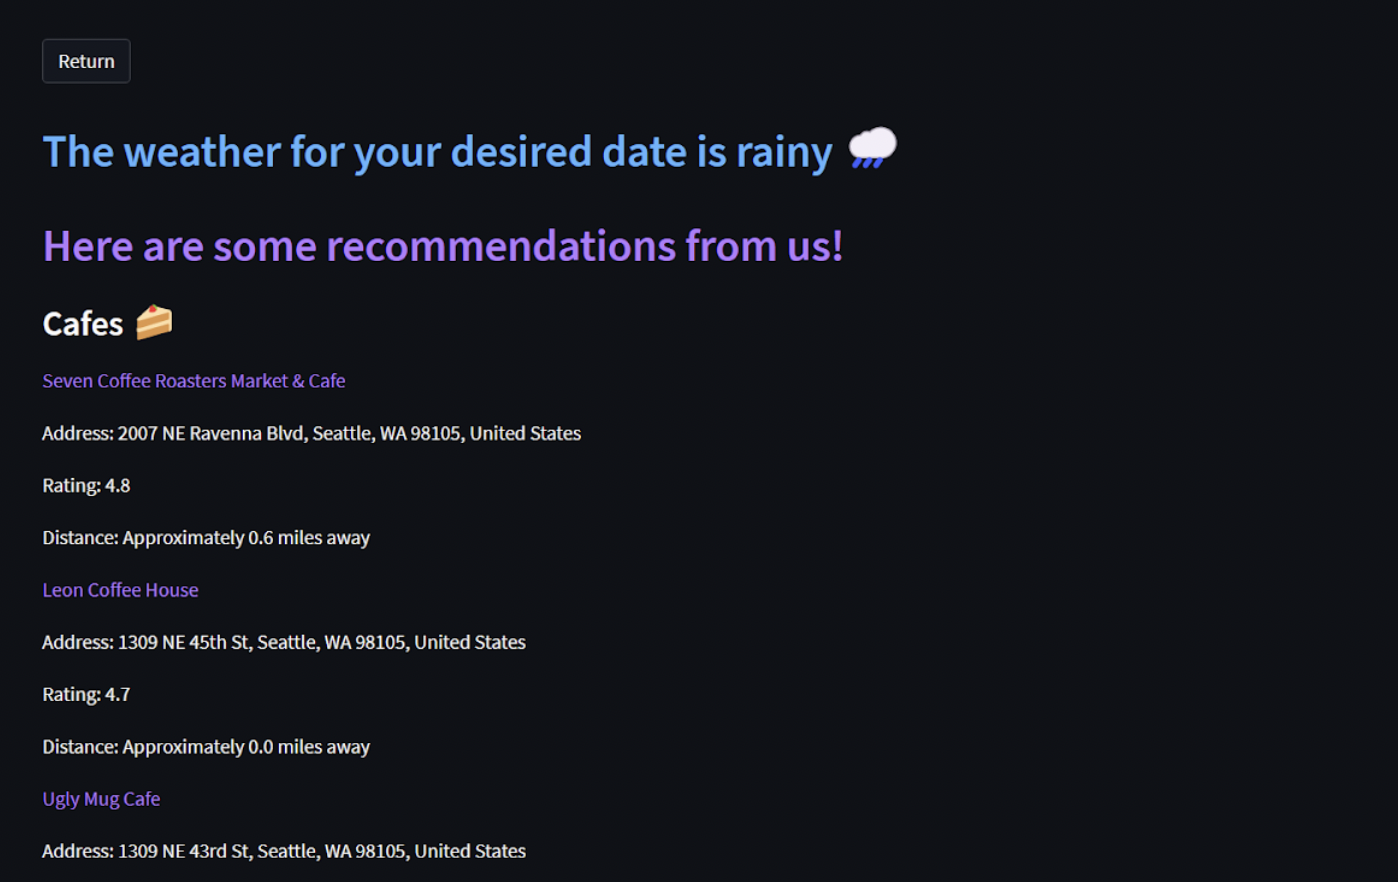 Return
The weather for your desired date is rainy 🌧️
Here are some recommendations from us!
Cafes 🍰
Seven Coffee Roasters Market & Cafe
Address: 2007 NE Ravenna Blvd, Seattle, WA 98105, United States
Rating: 4.8
Distance: Approximately 0.6 miles away
Leon Coffee House
Address: 1309 NE 45th St, Seattle, WA 98105, United States
Rating: 4.7
Distance: Approximately 0.0 miles away
Ugly Mug Cafe
Address: 1309 NE 43rd St, Seattle, WA 98105, United States